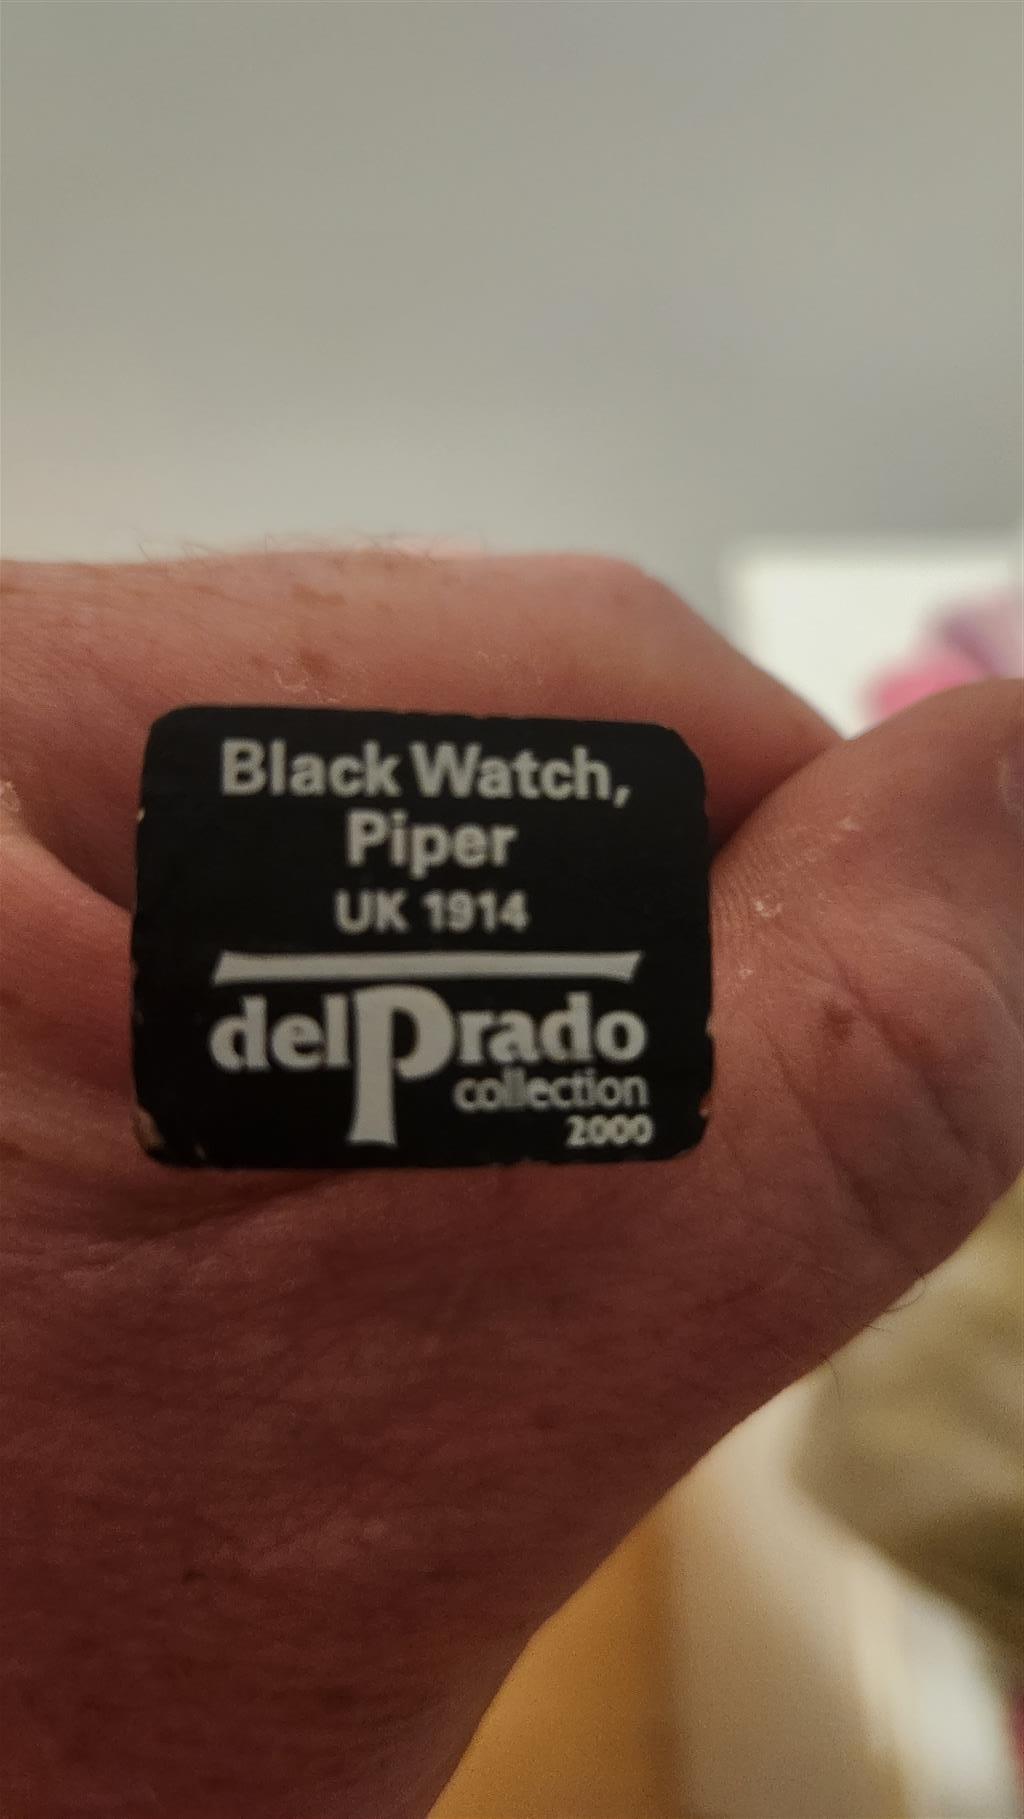 Black Watch,
Piper
UK 1914
delPrado
collection
2000